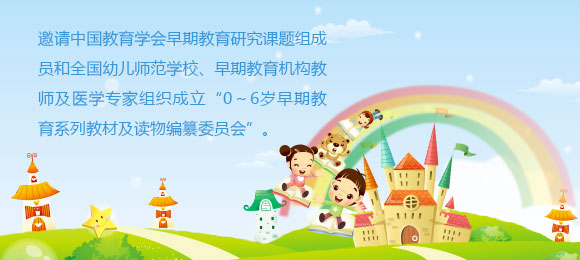 邀请中国教育学会早期教育研究课题组成
员和全国幼儿师范学校、早期教育机构教
师及医学专家组织成立“0～6岁早期教
育系列教材及读物编纂委员会”。